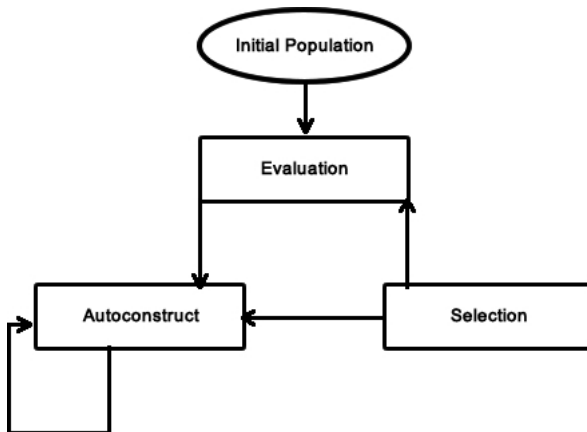 Initial Population
Evaluation
Autoconstruct
Selection